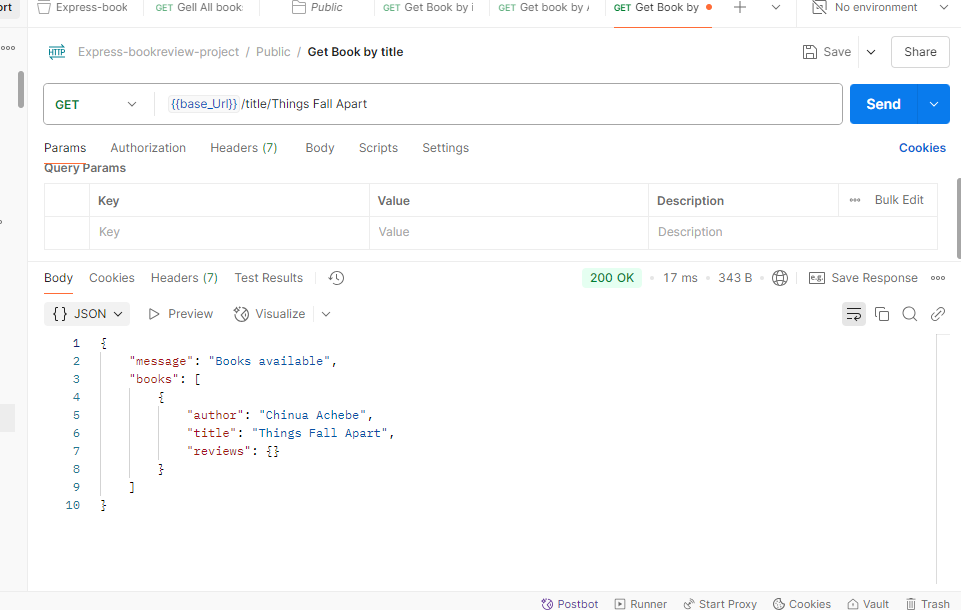 ort Express-book GET Gell All book Public GET Get Book by i GET Get book by GET Get Book by No environment
HTTP Express-bookreview-project / Public / Get Book by title Save Share
GET {{base_Url}}/title/Things Fall Apart Send
Params Authorization Headers (7) Body Scripts Settings Cookies
Query Params
Key Value Description Bulk Edit
Key Value Description
Body Cookies Headers (7) Test Results 200 OK 17 ms 343 B e.g. Save Response
{} JSON Preview Visualize
1 {
2 "message": "Books available",
3 "books": [
4 {
5 "author": "Chinua Achebe",
6 "title": "Things Fall Apart",
7 "reviews": {}
8 }
9 ]
10 }
Postbot Runner Start Proxy Cookies Vault Trash